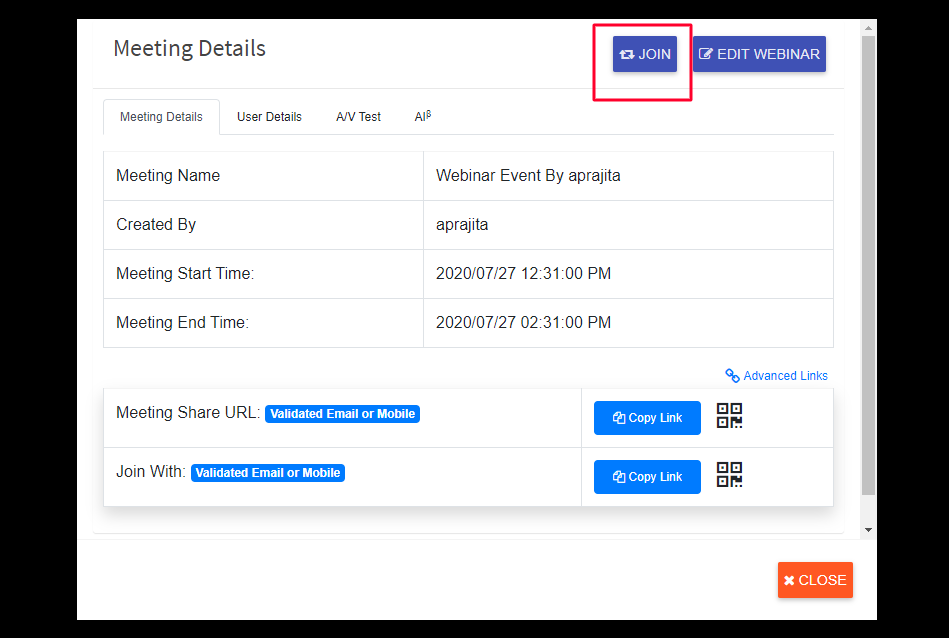 Meeting Details
JOIN
EDIT WEBINAR
Meeting Details
User Details
A/V Test
AIᵝ
Meeting Name
Webinar Event By aprajita
Created By
aprajita
Meeting Start Time:
2020/07/27 12:31:00 PM
Meeting End Time:
2020/07/27 02:31:00 PM
Advanced Links
Meeting Share URL: Validated Email or Mobile
Copy Link
Join With: Validated Email or Mobile
Copy Link
CLOSE